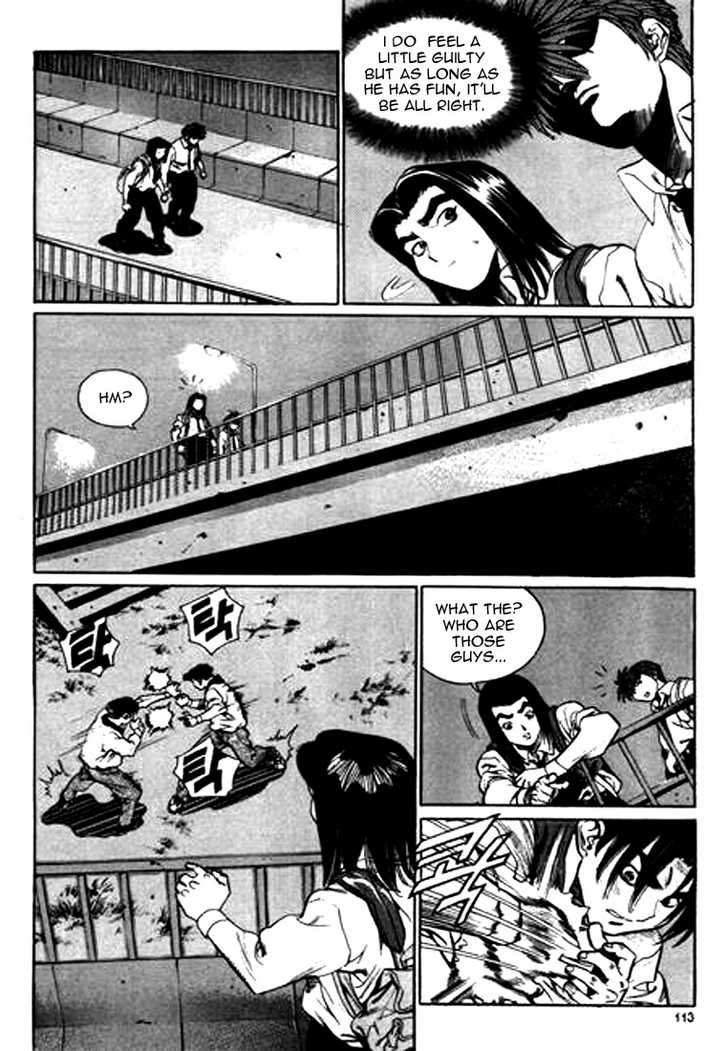 I DO FEEL A
LITTLE GUILTY
BUT AS LONG AS
HE HAS FUN, IT'LL
BE ALL RIGHT.
HM?
탁
탁
탁
WHAT THE?
WHO ARE
THOSE
GUYS...
113